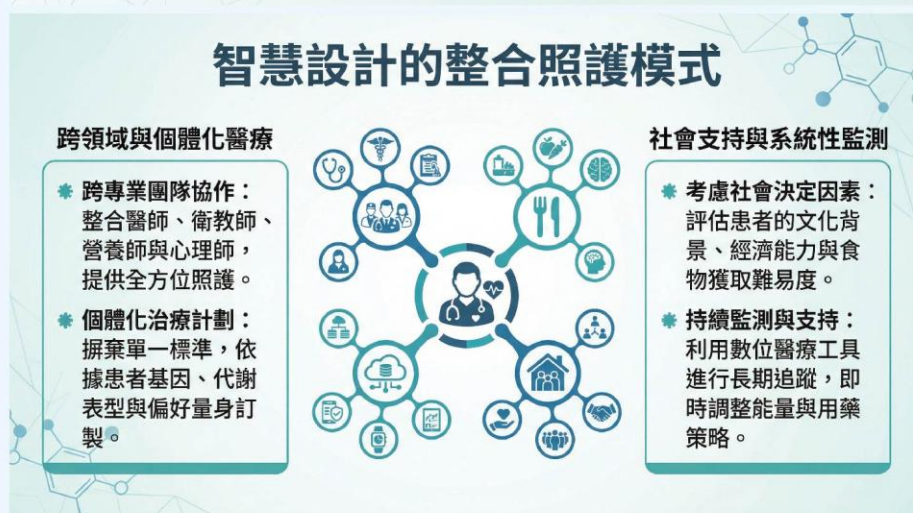 智慧設計的整合照護模式
跨領域與個體化醫療
跨專業團隊協作：
整合醫師、衛教師、
營養師與心理師，
提供全方位照護。
個體化治療計劃：
摒棄單一標準，依
據患者基因、代謝
表型與偏好量身訂
製。
社會支持與系統性監測
考慮社會決定因素：
評估患者的文化背
景、經濟能力與食
物獲取難易度。
持續監測與支持：
利用數位醫療工具
進行長期追蹤，即
時調整能量與用藥
策略。